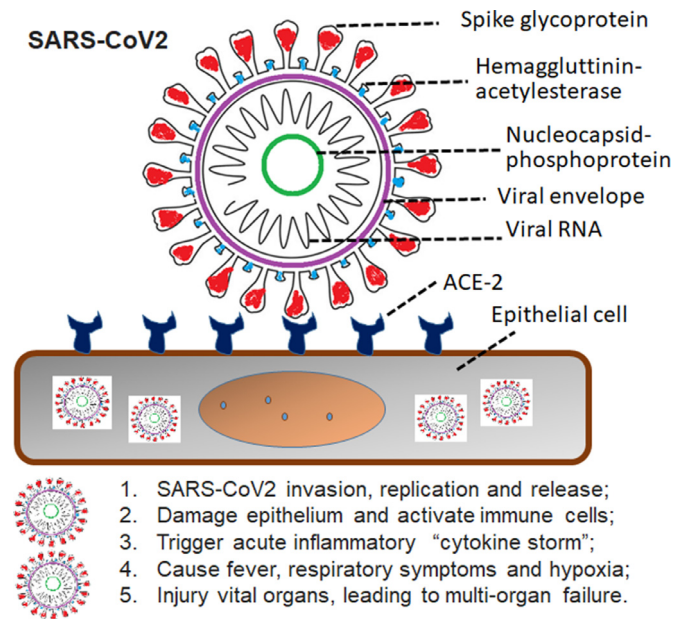 SARS-CoV2
Spike glycoprotein
Hemaggluttinin-
acetylesterase
Nucleocapsid-
phosphoprotein
Viral envelope
Viral RNA
ACE-2
Epithelial cell
1. SARS-CoV2 invasion, replication and release;
2. Damage epithelium and activate immune cells;
3. Trigger acute inflammatory “cytokine storm”;
4. Cause fever, respiratory symptoms and hypoxia;
5. Injury vital organs, leading to multi-organ failure.